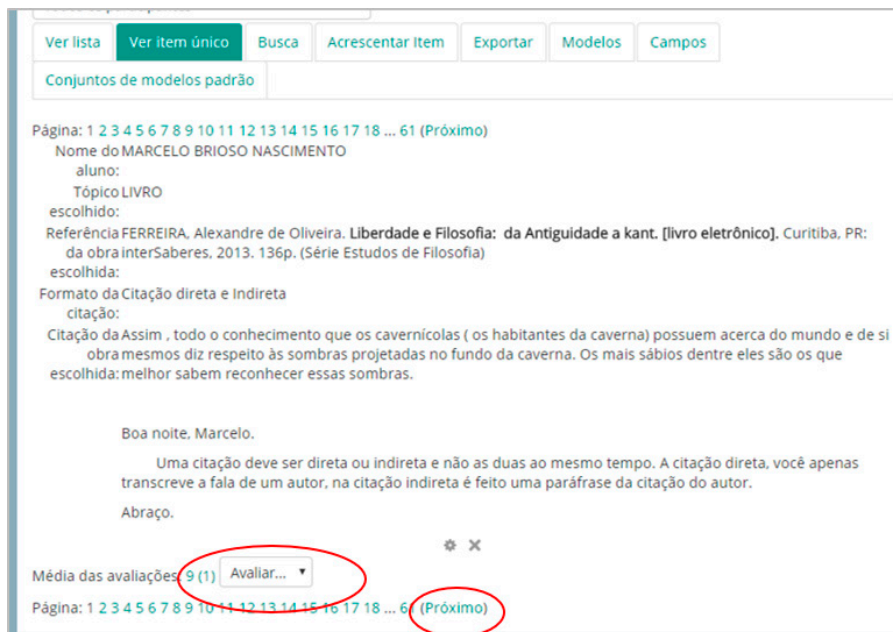 Ver lista Ver item único Busca Acrescentar Item Exportar Modelos Campos
Conjuntos de modelos padrão
Página: 1 2 3 4 5 6 7 8 9 10 11 12 13 14 15 16 17 18 ... 61 (Próximo)
Nome do aluno: MARCELO BRIOSO NASCIMENTO
Tópico escolhido: LIVRO
Referência da obra escolhida: FERREIRA, Alexandre de Oliveira. Liberdade e Filosofia: da Antiguidade a kant. [livro eletrônico]. Curitiba, PR:
interSaberes, 2013. 136p. (Série Estudos de Filosofia)
Formato da citação: Citação direta e Indireta
Citação da obra escolhida: Assim , todo o conhecimento que os cavernícolas ( os habitantes da caverna) possuem acerca do mundo e de si
mesmos diz respeito às sombras projetadas no fundo da caverna. Os mais sábios dentre eles são os que
melhor sabem reconhecer essas sombras.
Boa noite, Marcelo.
Uma citação deve ser direta ou indireta e não as duas ao mesmo tempo. A citação direta, você apenas
transcreve a fala de um autor, na citação indireta é feito uma paráfrase da citação do autor.
Abraço.
Média das avaliações: 9 (1) Avaliar...
Página: 1 2 3 4 5 6 7 8 9 10 11 12 13 14 15 16 17 18 ... 61 (Próximo)